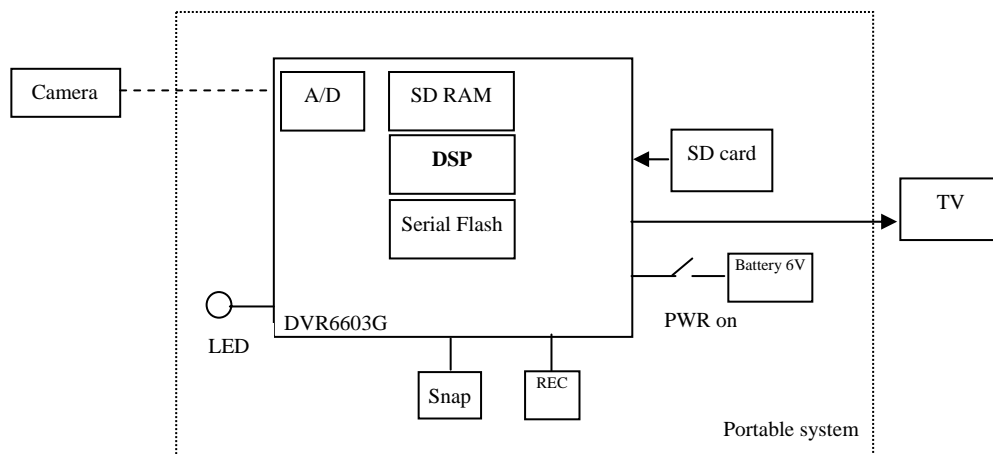 Camera
A/D
SD RAM
DSP
Serial Flash
SD card
TV
Battery 6V
PWR on
LED
DVR6603G
Snap
REC
Portable system